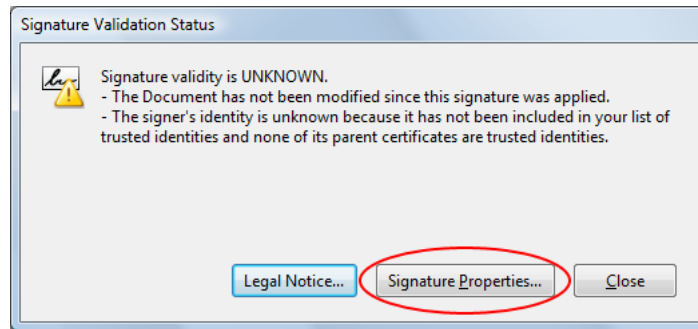 Signature Validation Status
Signature validity is UNKNOWN.
- The Document has not been modified since this signature was applied.
- The signer's identity is unknown because it has not been included in your list of
trusted identities and none of its parent certificates are trusted identities.
Legal Notice... Signature Properties... Close